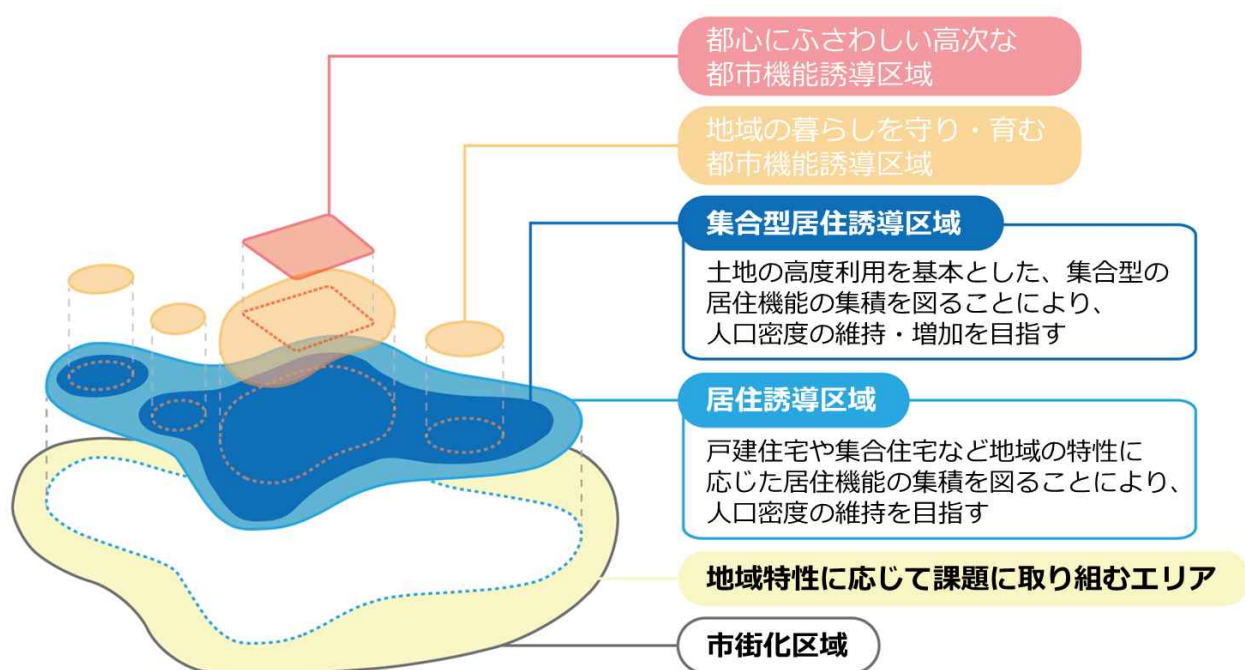 都心にふさわしい高次な
都市機能誘導区域
地域の暮らしを守り・育む
都市機能誘導区域
集合型居住誘導区域
土地の高度利用を基本とした、集合型の
居住機能の集積を図ることにより、
人口密度の維持・増加を目指す
居住誘導区域
戸建住宅や集合住宅など地域の特性に
応じた居住機能の集積を図ることにより、
人口密度の維持を目指す
地域特性に応じて課題に取り組むエリア
市街化区域